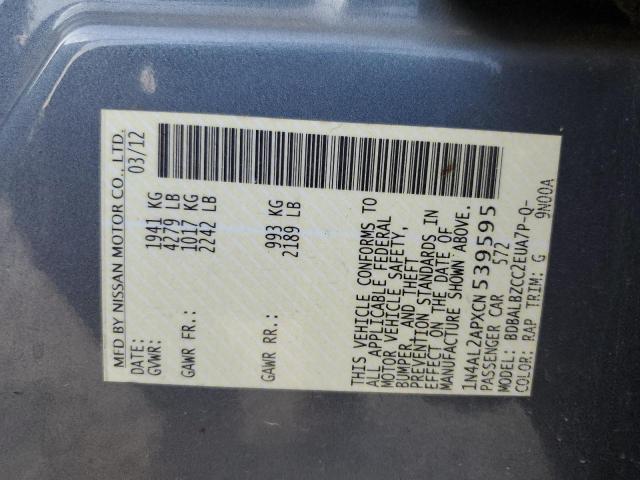 MFD BY NISSAN MOTOR CO., LTD.
DATE: 03/12
GVWR: 1941 KG
4279 LB
GAWR FR.: 1017 KG
2242 LB
GAWR RR.: 993 KG
2189 LB
THIS VEHICLE CONFORMS TO
ALL APPLICABLE FEDERAL
MOTOR VEHICLE SAFETY,
BUMPER, AND THEFT
PREVENTION STANDARDS IN
EFFECT ON THE DATE OF
MANUFACTURE SHOWN ABOVE.
1N4AL2APXCN539595
PASSENGER CAR 572
MODEL: BDBALBZCC2EUA7P-Q-
COLOR: RAP TRIM: G 9N00A